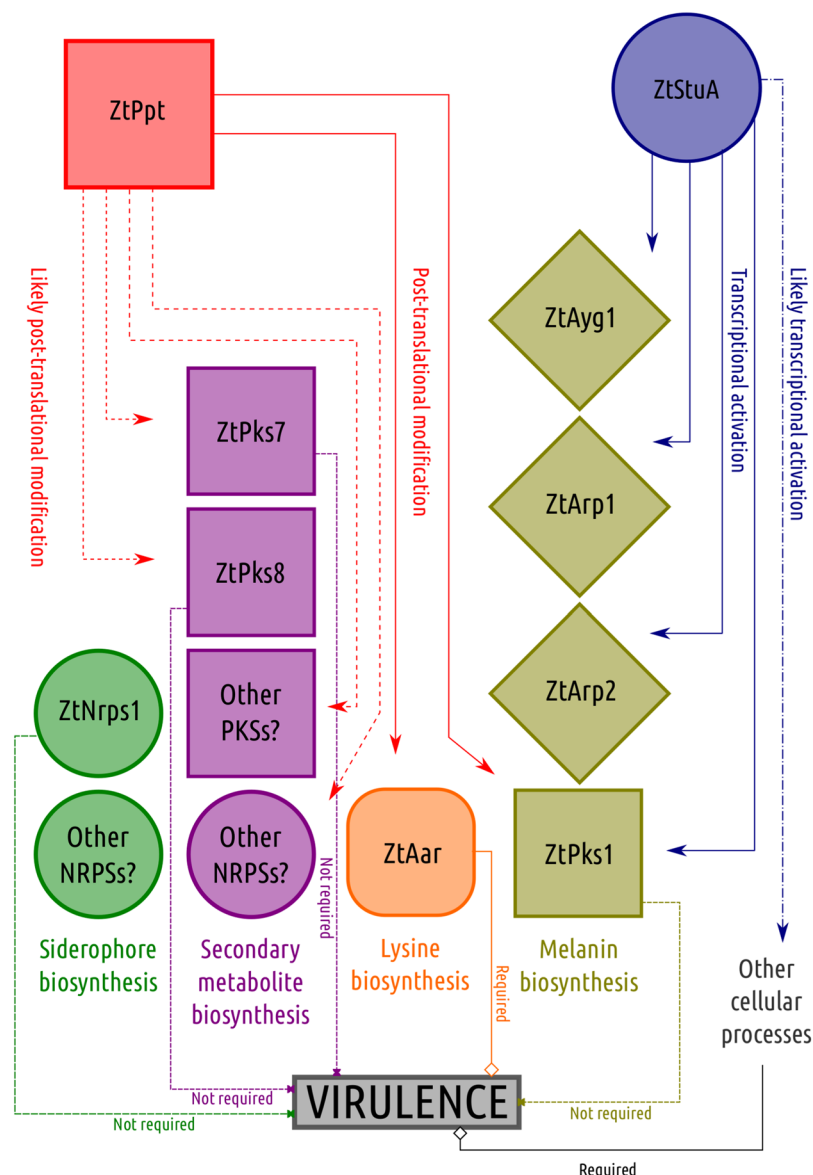 ZtPpt
ZtStuA
Likely post-translational modification
Post-translational modification
Transcriptional activation
Likely transcriptional activation
ZtAyg1
ZtPks7
ZtArp1
ZtPks8
ZtNrps1
Other
PKSs?
ZtArp2
Other
NRPSs?
Other
NRPSs?
ZtAar
ZtPks1
Not required
Siderophore
biosynthesis
Secondary
metabolite
biosynthesis
Lysine
biosynthesis
Required
Melanin
biosynthesis
Other
cellular
processes
VIRULENCE
Not required
Not required
Not required
Required